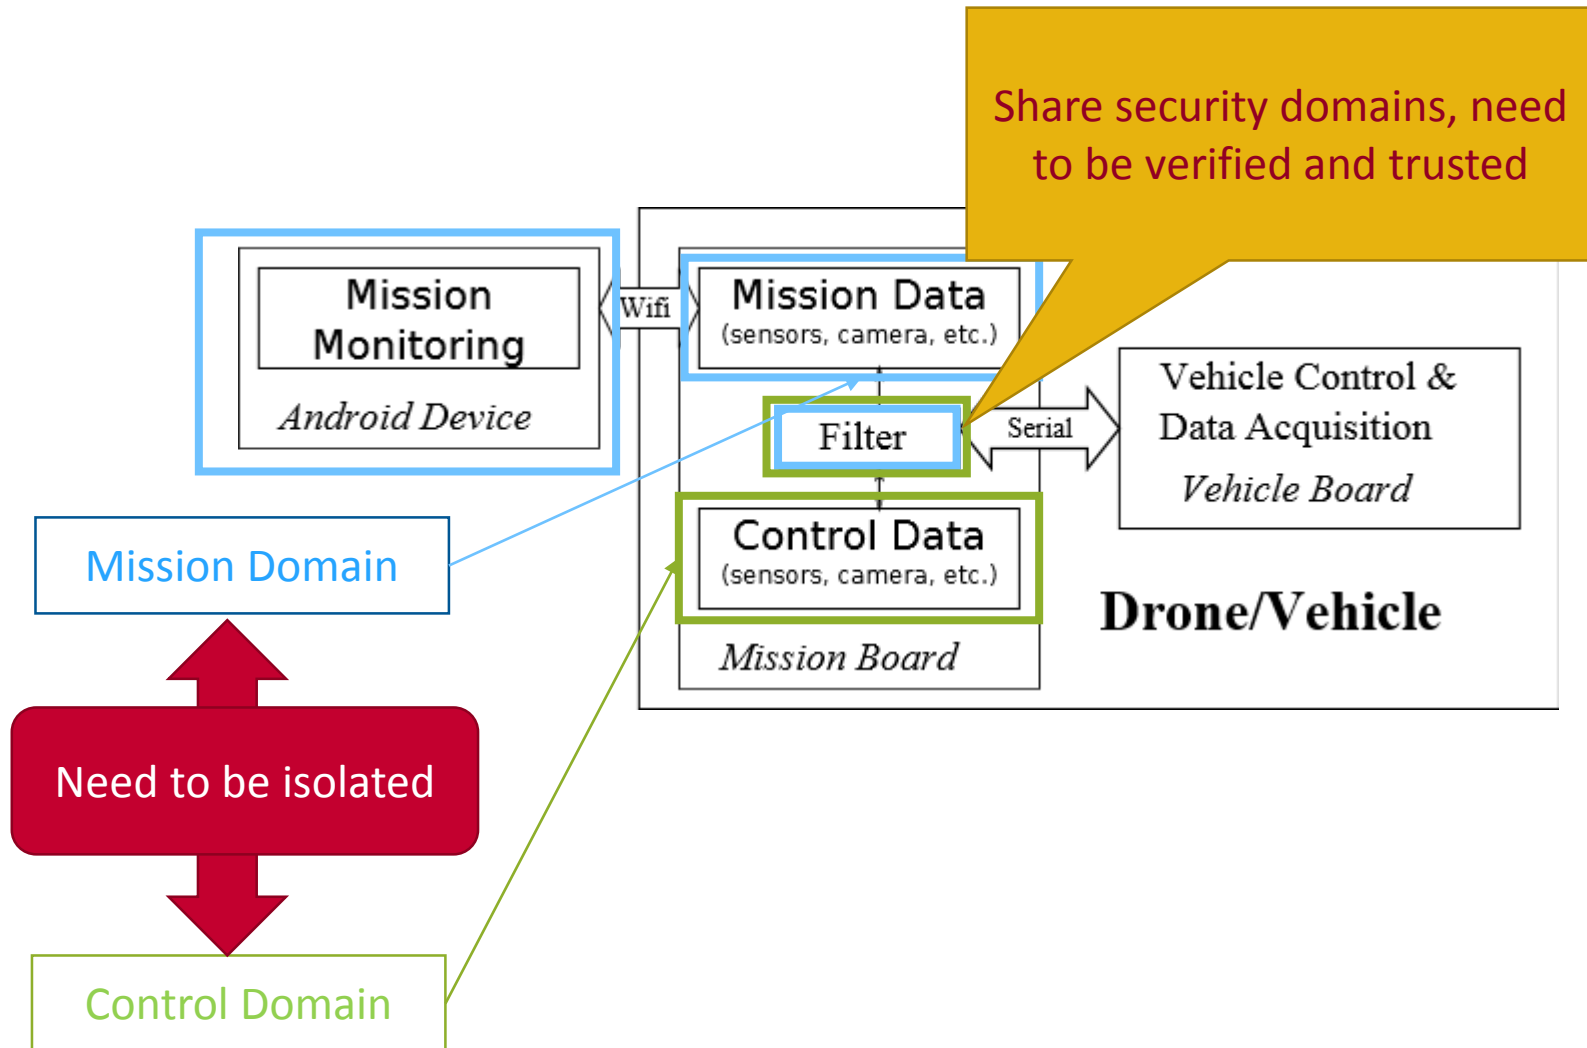 Share security domains, need
to be verified and trusted
Mission
Monitoring
Android Device
Wifi
Mission Data
(sensors, camera, etc.)
Filter
Serial
Vehicle Control &
Data Acquisition
Vehicle Board
Control Data
(sensors, camera, etc.)
Mission Board
Drone/Vehicle
Mission Domain
Need to be isolated
Control Domain